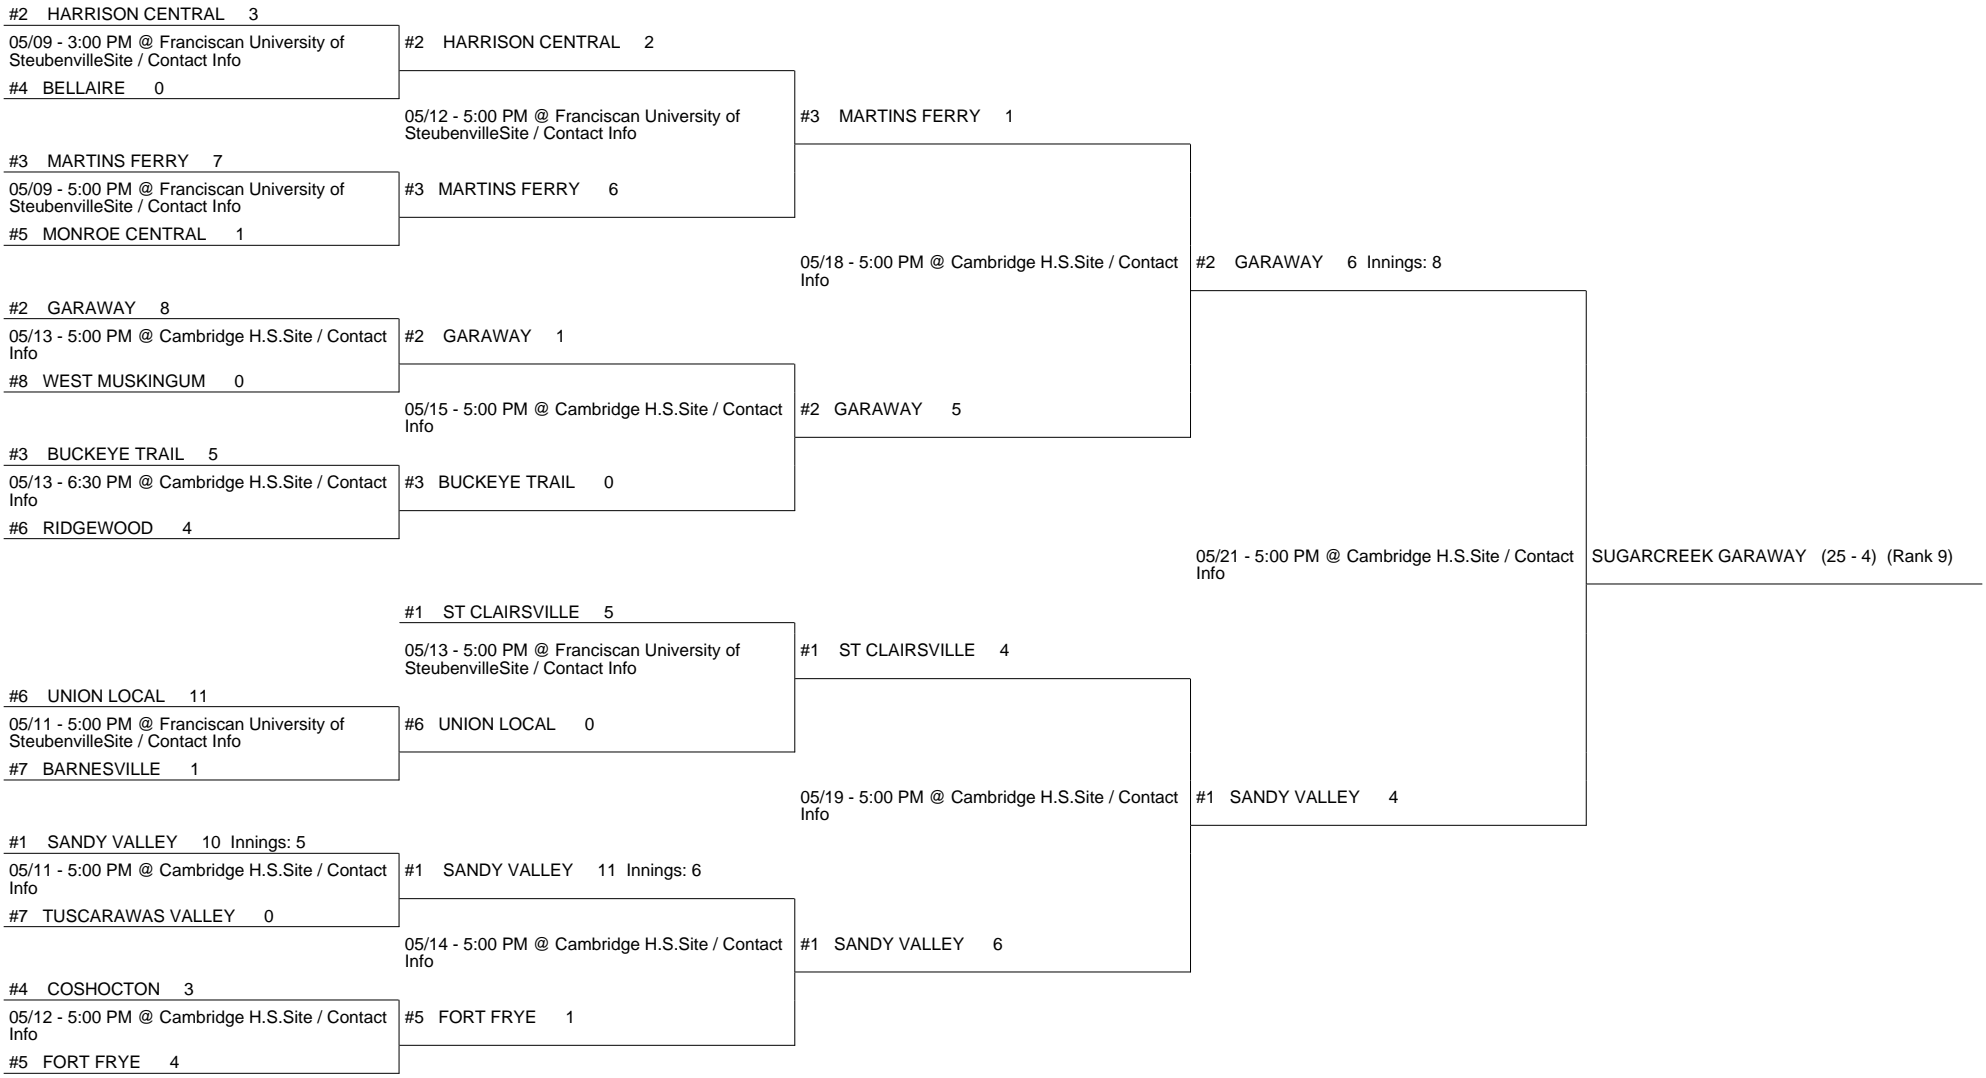 #2 HARRISON CENTRAL 3
05/09 - 3:00 PM @ Franciscan University of
SteubenvilleSite / Contact Info
#4 BELLAIRE 0
#3 MARTINS FERRY 7
05/09 - 5:00 PM @ Franciscan University of
SteubenvilleSite / Contact Info
#5 MONROE CENTRAL 1
#2 GARAWAY 8
05/13 - 5:00 PM @ Cambridge H.S.Site / Contact
Info
#8 WEST MUSKINGUM 0
#3 BUCKEYE TRAIL 5
05/13 - 6:30 PM @ Cambridge H.S.Site / Contact
Info
#6 RIDGEWOOD 4
#6 UNION LOCAL 11
05/11 - 5:00 PM @ Franciscan University of
SteubenvilleSite / Contact Info
#7 BARNESVILLE 1
#1 SANDY VALLEY 10 Innings: 5
05/11 - 5:00 PM @ Cambridge H.S.Site / Contact
Info
#7 TUSCARAWAS VALLEY 0
#4 COSHOCTON 3
05/12 - 5:00 PM @ Cambridge H.S.Site / Contact
Info
#5 FORT FRYE 4
#2 HARRISON CENTRAL 2
05/12 - 5:00 PM @ Franciscan University of
SteubenvilleSite / Contact Info
#3 MARTINS FERRY 6
#2 GARAWAY 1
05/15 - 5:00 PM @ Cambridge H.S.Site / Contact
Info
#3 BUCKEYE TRAIL 0
#1 ST CLAIRSVILLE 5
05/13 - 5:00 PM @ Franciscan University of
SteubenvilleSite / Contact Info
#6 UNION LOCAL 0
#1 SANDY VALLEY 11 Innings: 6
05/14 - 5:00 PM @ Cambridge H.S.Site / Contact
Info
#5 FORT FRYE 1
#3 MARTINS FERRY 1
05/18 - 5:00 PM @ Cambridge H.S.Site / Contact
Info
#2 GARAWAY 5
#1 ST CLAIRSVILLE 4
05/19 - 5:00 PM @ Cambridge H.S.Site / Contact
Info
#1 SANDY VALLEY 6
#2 GARAWAY 6 Innings: 8
05/21 - 5:00 PM @ Cambridge H.S.Site / Contact
Info
#1 SANDY VALLEY 4
SUGARCREEK GARAWAY (25 - 4) (Rank 9)